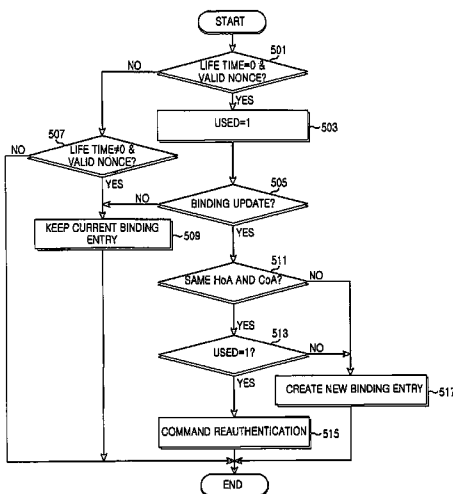 START
501
LIFE TIME=0 &
VALID NONCE?
NO
YES
USED=1
503
507
LIFE TIME≠0 &
VALID NONCE?
YES
505
BINDING UPDATE?
NO
YES
KEEP CURRENT BINDING
ENTRY
509
511
SAME HoA AND CoA?
NO
YES
513
USED=1?
NO
YES
CREATE NEW BINDING ENTRY
517
COMMAND REAUTHENTICATION
515
END